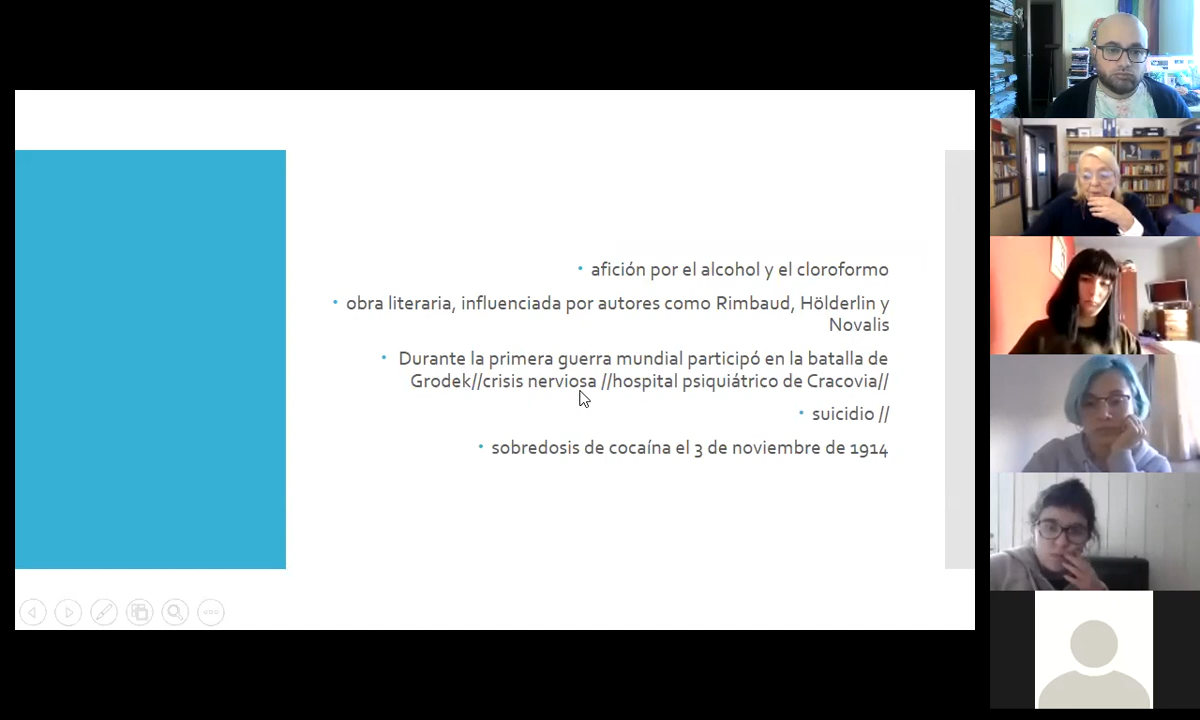 • afición por el alcohol y el cloroformo
• obra literaria, influenciada por autores como Rimbaud, Hölderlin y
Novalis
• Durante la primera guerra mundial participó en la batalla de
Grodek//crisis nerviosa //hospital psiquiátrico de Cracovia//
• suicidio //
• sobredosis de cocaína el 3 de noviembre de 1914